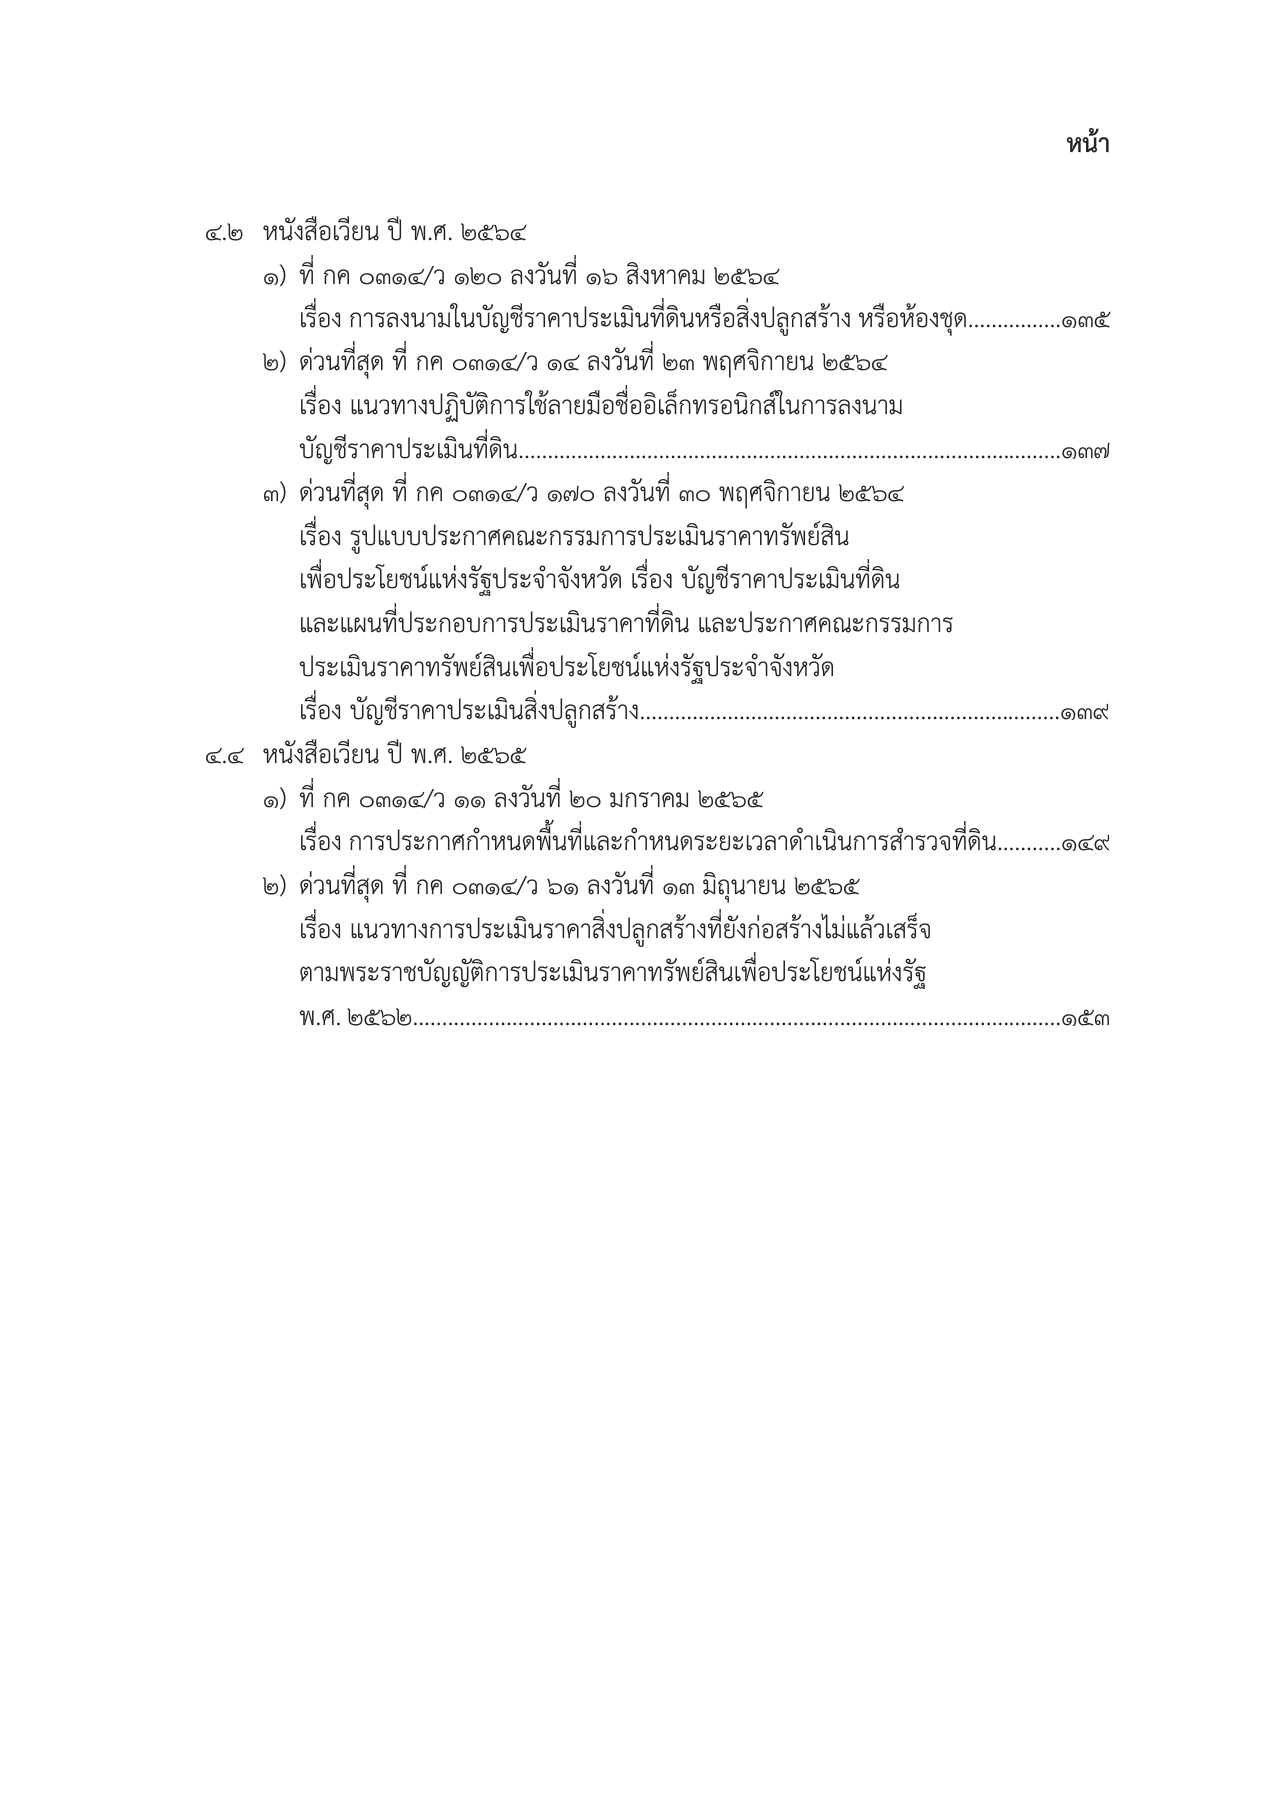 หน้า
๔.๒ หนังสือเวียน ปี พ.ศ. ๒๕๖๔
๑) ที่ กค ๐๓๑๔/ว ๑๒๐ ลงวันที่ ๑๖ สิงหาคม ๒๕๖๔
เรื่อง การลงนามในบัญชีราคาประเมินที่ดินหรือสิ่งปลูกสร้าง หรือห้องชุด................๑๓๕
๒) ด่วนที่สุด ที่ กค ๐๓๑๔/ว ๑๔ ลงวันที่ ๒๓ พฤศจิกายน ๒๕๖๔
เรื่อง แนวทางปฏิบัติการใช้ลายมือชื่ออิเล็กทรอนิกส์ในการลงนาม
บัญชีราคาประเมินที่ดิน.............................................................................................๑๓๗
๓) ด่วนที่สุด ที่ กค ๐๓๑๔/ว ๑๗๐ ลงวันที่ ๓๐ พฤศจิกายน ๒๕๖๔
เรื่อง รูปแบบประกาศคณะกรรมการประเมินราคาทรัพย์สิน
เพื่อประโยชน์แห่งรัฐประจำจังหวัด เรื่อง บัญชีราคาประเมินที่ดิน
และแผนที่ประกอบการประเมินราคาที่ดิน และประกาศคณะกรรมการ
ประเมินราคาทรัพย์สินเพื่อประโยชน์แห่งรัฐประจำจังหวัด
เรื่อง บัญชีราคาประเมินสิ่งปลูกสร้าง........................................................................๑๓๙
๔.๔ หนังสือเวียน ปี พ.ศ. ๒๕๖๕
๑) ที่ กค ๐๓๑๔/ว ๑๑ ลงวันที่ ๒๐ มกราคม ๒๕๖๕
เรื่อง การประกาศกำหนดพื้นที่และกำหนดระยะเวลาดำเนินการสำรวจที่ดิน...........๑๔๙
๒) ด่วนที่สุด ที่ กค ๐๓๑๔/ว ๖๑ ลงวันที่ ๑๓ มิถุนายน ๒๕๖๕
เรื่อง แนวทางการประเมินราคาสิ่งปลูกสร้างที่ยังก่อสร้างไม่แล้วเสร็จ
ตามพระราชบัญญัติการประเมินราคาทรัพย์สินเพื่อประโยชน์แห่งรัฐ
พ.ศ. ๒๕๖๒...............................................................................................................๑๕๓